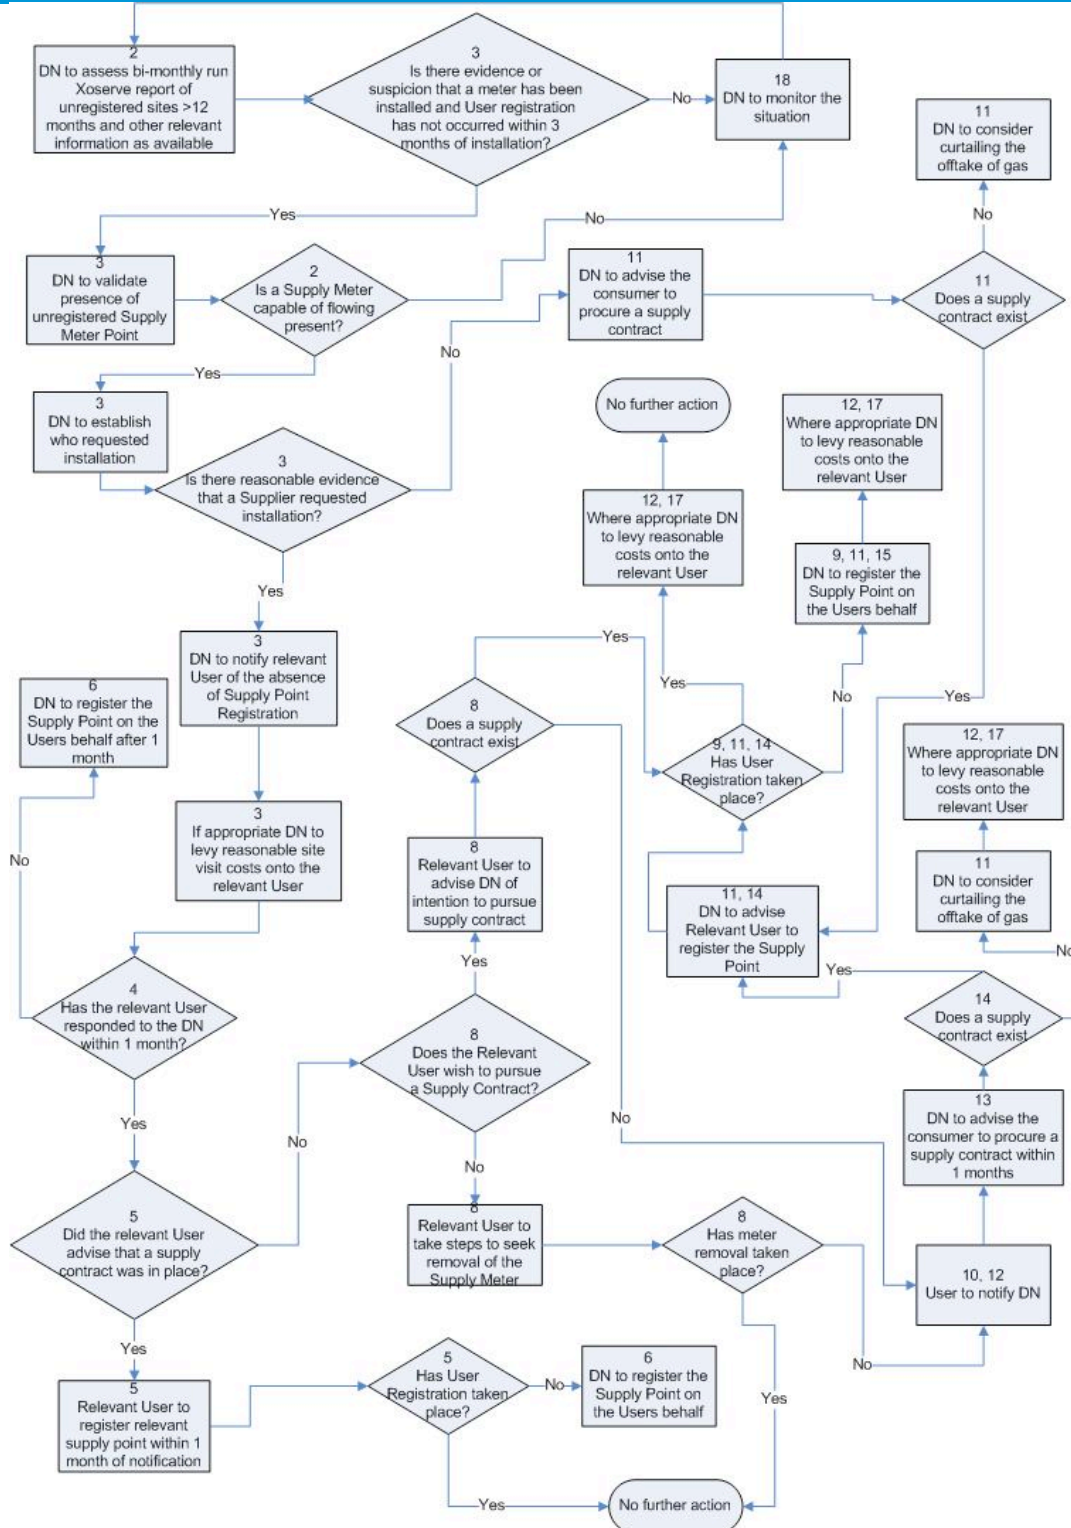 2
DN to assess bi-monthly run
Xoserve report of
unregistered sites >12
months and other relevant
information as available
3
Is there evidence or
suspicion that a meter has been
installed and User registration
has not occurred within 3
months of installation?
No
18
DN to monitor the
situation
11
DN to consider
curtailing the
offtake of gas
Yes
No
No
3
DN to validate
presence of
unregistered Supply
Meter Point
2
Is a Supply Meter
capable of flowing
present?
11
DN to advise the
consumer to
procure a supply
contract
11
Does a supply
contract exist
No
Yes
3
DN to establish
who requested
installation
3
Is there reasonable evidence
that a Supplier requested
installation?
No further action
12, 17
Where appropriate DN
to levy reasonable
costs onto the
relevant User
12, 17
Where appropriate DN
to levy reasonable
costs onto the
relevant User
9, 11, 15
DN to register the
Supply Point on
the Users behalf
Yes
3
DN to notify relevant
User of the absence
of Supply Point
Registration
Yes
Yes
No
Yes
6
DN to register the
Supply Point on the
Users behalf after 1
month
8
Does a supply
contract exist
9, 11, 14
Has User
Registration taken
place?
12, 17
Where appropriate DN
to levy reasonable
costs onto the
relevant User
3
If appropriate DN to
levy reasonable site
visit costs onto the
relevant User
No
8
Relevant User to
advise DN of
intention to pursue
supply contract
11, 14
DN to advise
Relevant User to
register the Supply
Point
11
DN to consider
curtailing the
offtake of gas
No
Yes
Yes
4
Has the relevant User
responded to the DN
within 1 month?
8
Does the Relevant
User wish to pursue
a Supply Contract?
14
Does a supply
contract exist
Yes
No
No
No
13
DN to advise the
consumer to procure a
supply contract within
1 months
5
Did the relevant User
advise that a supply
contract was in place?
8
Relevant User to
take steps to seek
removal of the
Supply Meter
8
Has meter
removal taken
place?
10, 12
User to notify DN
Yes
No
5
Relevant User to
register relevant
supply point within 1
month of notification
5
Has User
Registration taken
place?
No
6
DN to register the
Supply Point on
the Users behalf
Yes
Yes
No further action